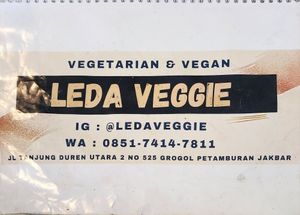 VEGETARIAN & VEGAN
LEDA VEGGIE
IG : @LEDAVEGGIE
WA : 0851-7414-7811
JL TANJUNG DUREN UTARA 2 NO 525 GROGOL PETAMBURAN JAKBAR